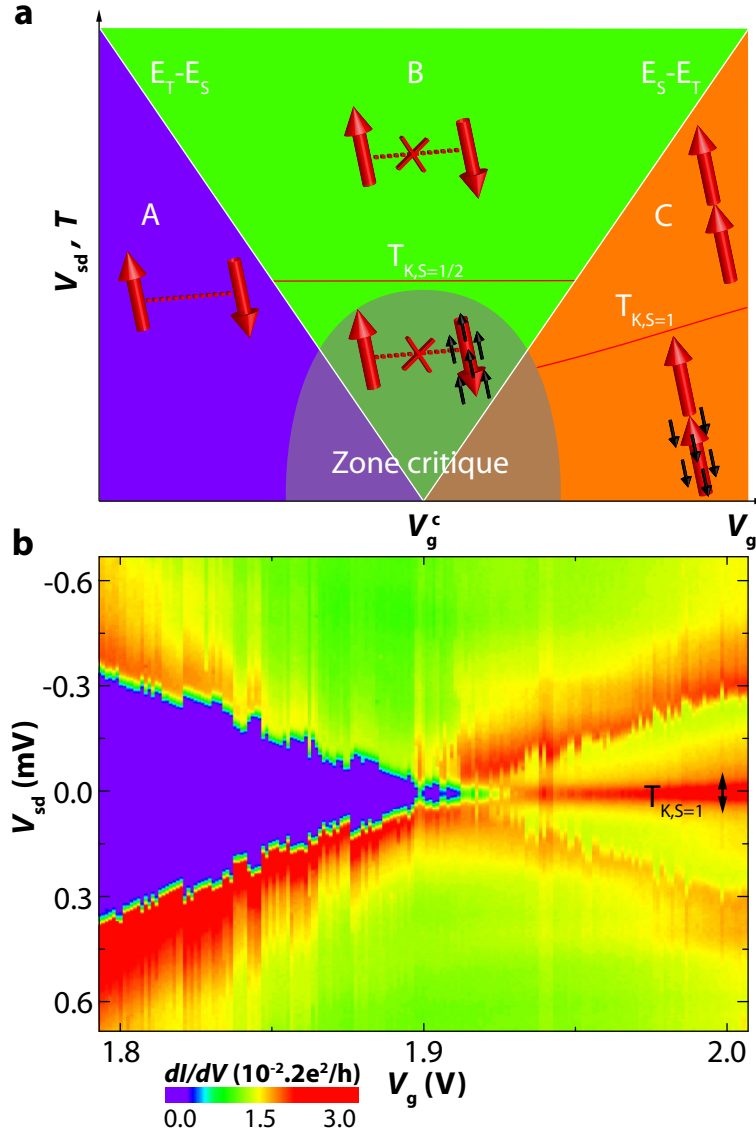 a
E_T-E_S
B
E_S-E_T
A
C
V_sd, T
T_K,S=1/2
T_K,S=1
Zone critique
V_g^c
V_g
b
-0.6
-0.3
0.0
0.3
0.6
V_sd (mV)
T_K,S=1
1.8
1.9
2.0
dI/dV (10^-2.2e^2/h)
V_g (V)
0.0
1.5
3.0